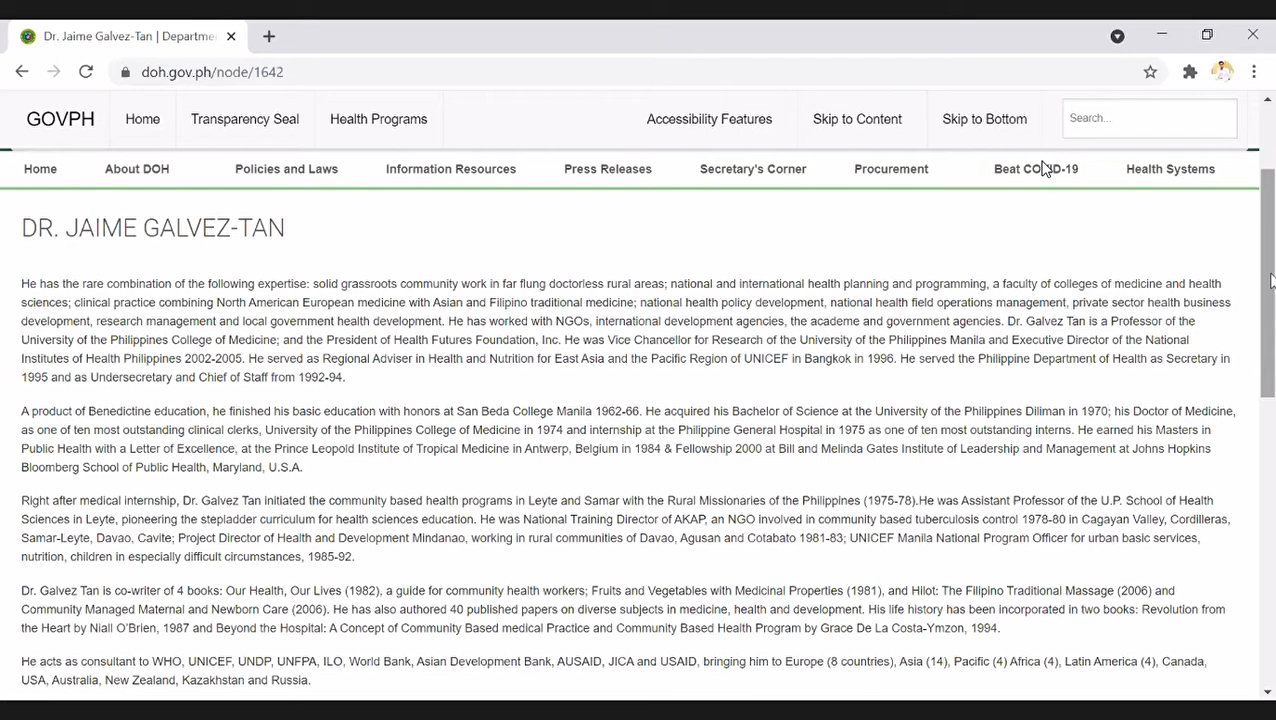 Dr. Jaime Galvez-Tan | Departme
doh.gov.ph/node/1642
GOVPH Home Transparency Seal Health Programs Accessibility Features Skip to Content Skip to Bottom Search...
Home About DOH Policies and Laws Information Resources Press Releases Secretary's Corner Procurement Beat COVID-19 Health Systems
DR. JAIME GALVEZ-TAN
He has the rare combination of the following expertise: solid grassroots community work in far flung doctorless rural areas; national and international health planning and programming, a faculty of colleges of medicine and health
sciences; clinical practice combining North American European medicine with Asian and Filipino traditional medicine; national health policy development, national health field operations management, private sector health business
development, research management and local government health development. He has worked with NGOs, international development agencies, the academe and government agencies. Dr. Galvez Tan is a Professor of the
University of the Philippines College of Medicine; and the President of Health Futures Foundation, Inc. He was Vice Chancellor for Research of the University of the Philippines Manila and Executive Director of the National
Institutes of Health Philippines 2002-2005. He served as Regional Adviser in Health and Nutrition for East Asia and the Pacific Region of UNICEF in Bangkok in 1996. He served the Philippine Department of Health as Secretary in
1995 and as Undersecretary and Chief of Staff from 1992-94.
A product of Benedictine education, he finished his basic education with honors at San Beda College Manila 1962-66. He acquired his Bachelor of Science at the University of the Philippines Diliman in 1970; his Doctor of Medicine,
as one of ten most outstanding clinical clerks, University of the Philippines College of Medicine in 1974 and internship at the Philippine General Hospital in 1975 as one of ten most outstanding interns. He earned his Masters in
Public Health with a Letter of Excellence, at the Prince Leopold Institute of Tropical Medicine in Antwerp, Belgium in 1984 & Fellowship 2000 at Bill and Melinda Gates Institute of Leadership and Management at Johns Hopkins
Bloomberg School of Public Health, Maryland, U.S.A.
Right after medical internship, Dr. Galvez Tan initiated the community based health programs in Leyte and Samar with the Rural Missionaries of the Philippines (1975-78).He was Assistant Professor of the U.P. School of Health
Sciences in Leyte, pioneering the stepladder curriculum for health sciences education. He was National Training Director of AKAP, an NGO involved in community based tuberculosis control 1978-80 in Cagayan Valley, Cordilleras,
Samar-Leyte, Davao, Cavite; Project Director of Health and Development Mindanao, working in rural communities of Davao, Agusan and Cotabato 1981-83; UNICEF Manila National Program Officer for urban basic services,
nutrition, children in especially difficult circumstances, 1985-92.
Dr. Galvez Tan is co-writer of 4 books: Our Health, Our Lives (1982), a guide for community health workers; Fruits and Vegetables with Medicinal Properties (1981), and Hilot: The Filipino Traditional Massage (2006) and
Community Managed Maternal and Newborn Care (2006). He has also authored 40 published papers on diverse subjects in medicine, health and development. His life history has been incorporated in two books: Revolution from
the Heart by Niall O'Brien, 1987 and Beyond the Hospital: A Concept of Community Based medical Practice and Community Based Health Program by Grace De La Costa-Ymzon, 1994.
He acts as consultant to WHO, UNICEF, UNDP, UNFPA, ILO, World Bank, Asian Development Bank, AUSAID, JICA and USAID, bringing him to Europe (8 countries), Asia (14), Pacific (4) Africa (4), Latin America (4), Canada,
USA, Australia, New Zealand, Kazakhstan and Russia.